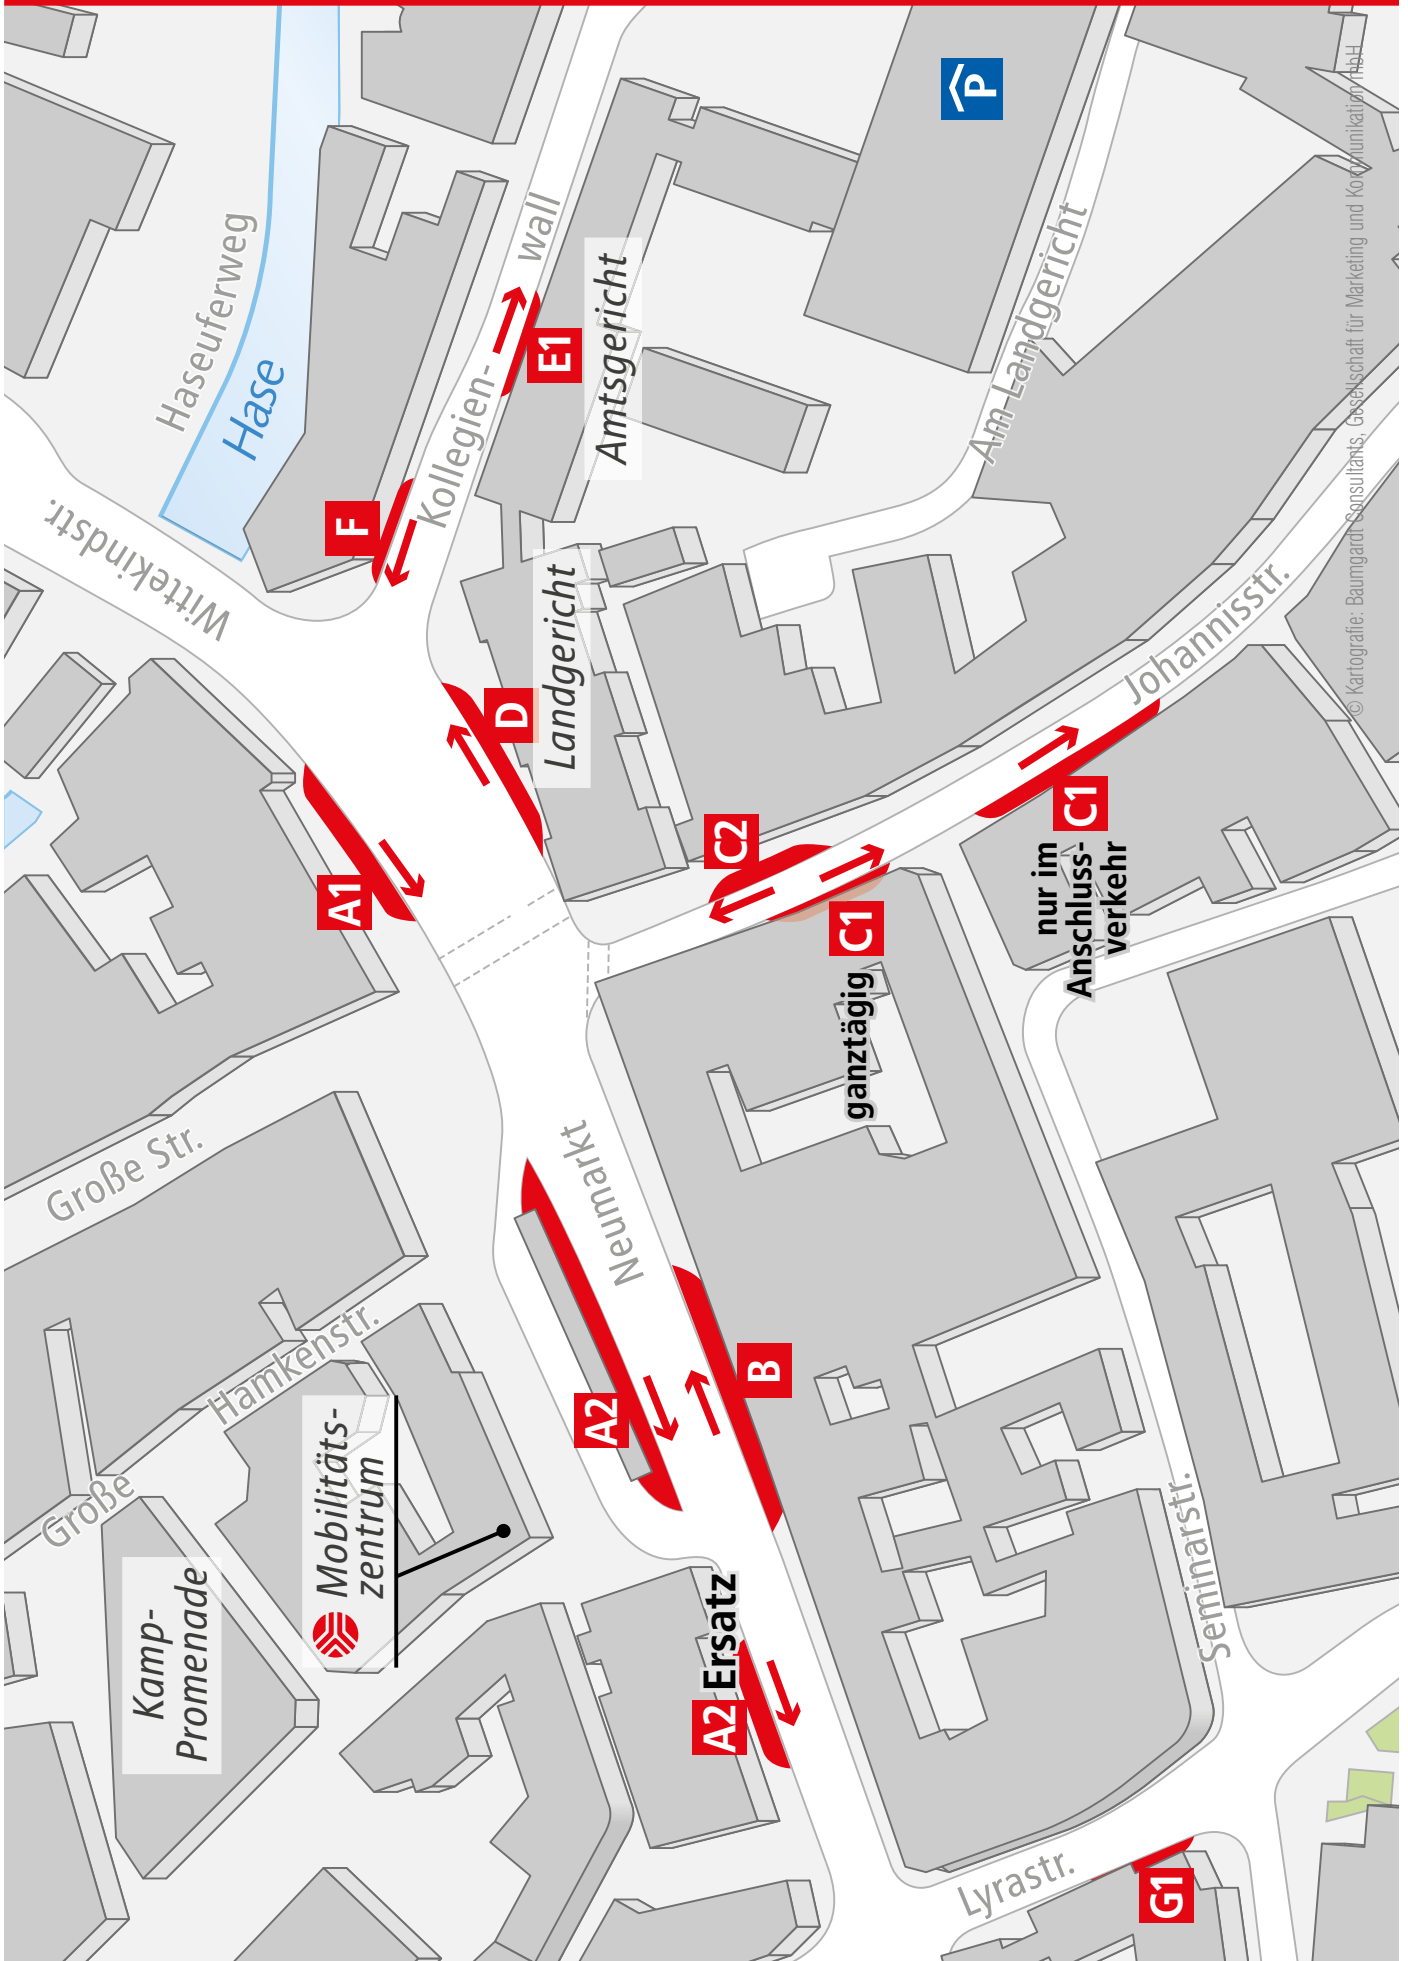 Wittekindstr.
Haseuferweg
Hase
Kollegien-
wall
F
E1
Amtsgericht
P
Am Landgericht
Landgericht
D
A1
C2
C1
ganztägig
C1
nur im
Anschluss-
verkehr
Johannisstr.
Große Str.
Neumarkt
Große
Hamkenstr.
Mobilitäts-
zentrum
Kamp-
Promenade
A2
B
A2 Ersatz
Seminarstr.
Lyrastr.
G1
© Kartografie: Baumgardt Consultants, Gesellschaft für Marketing und Kommunikation mbH